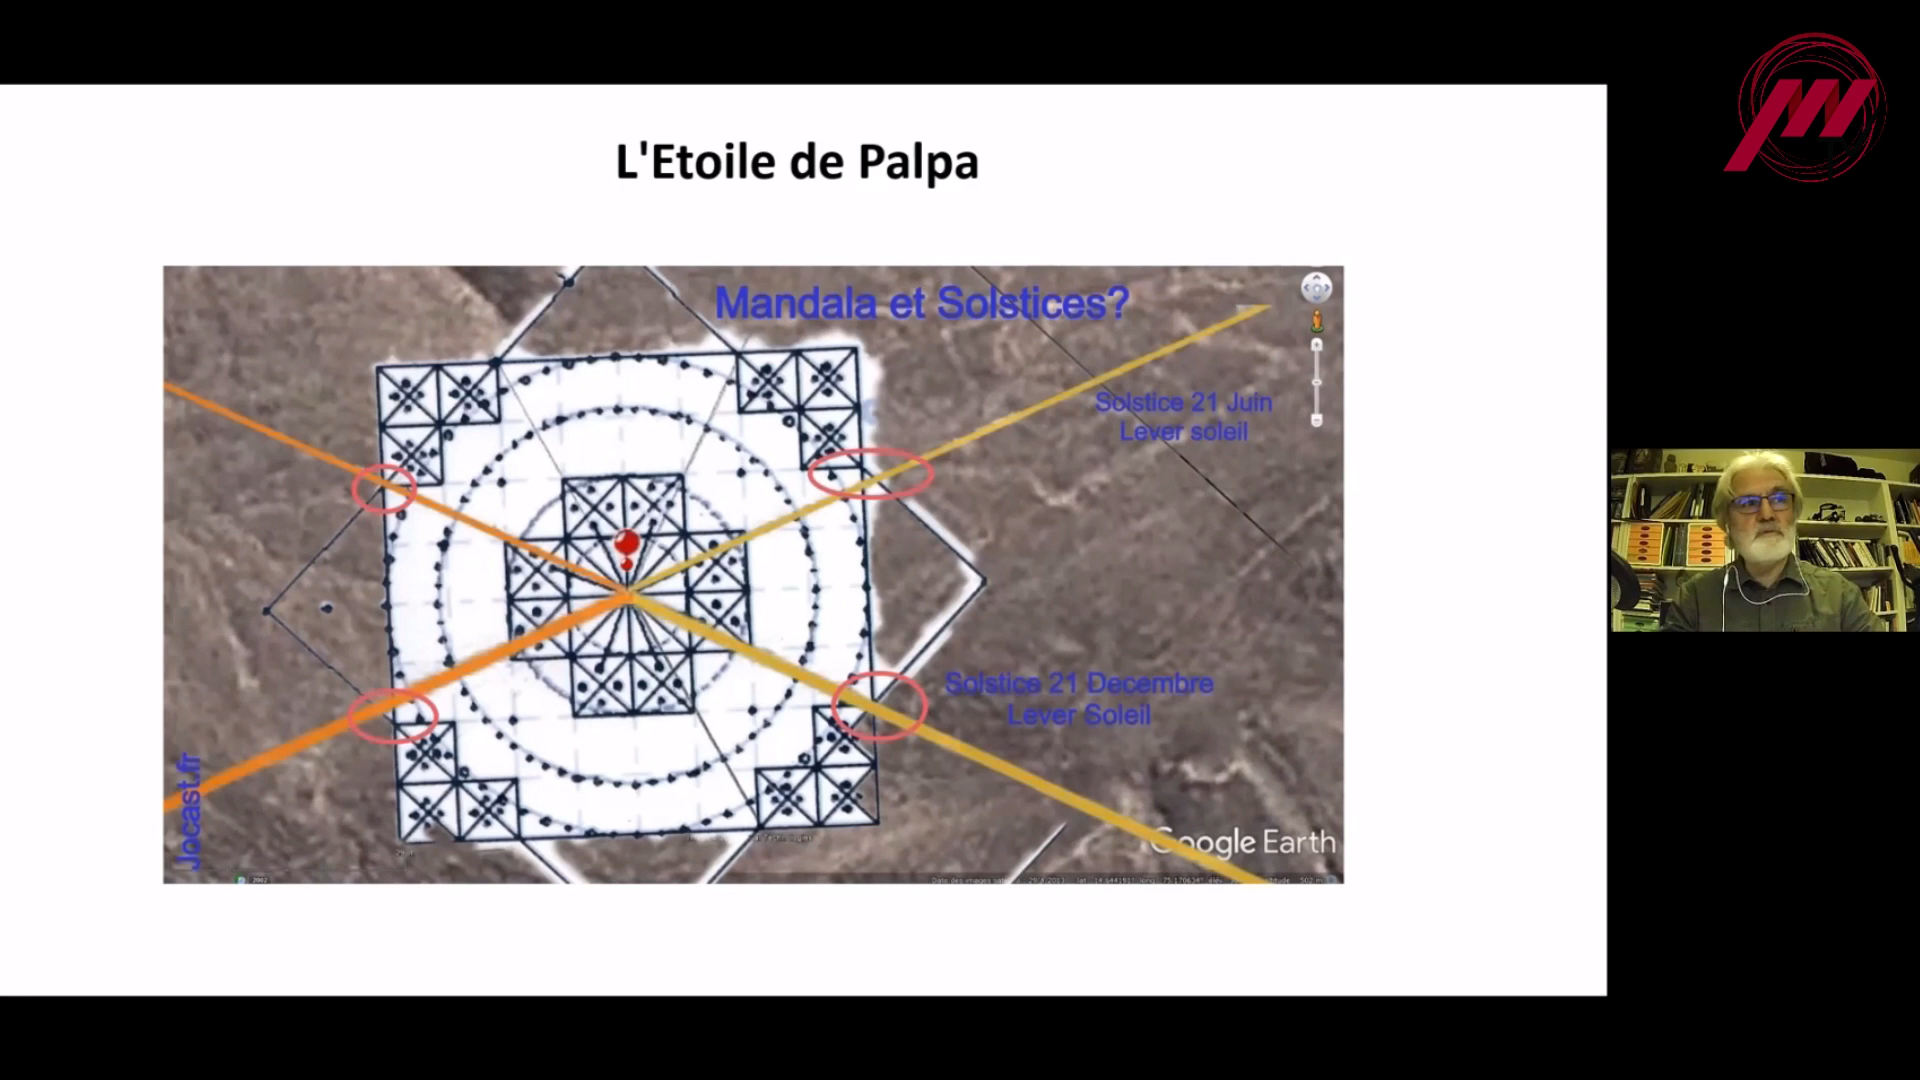 L'Etoile de Palpa
Mandala et Solstices?
Solstice 21 Juin
Lever soleil
Solstice 21 Decembre
Lever Soleil
Jocast.fr
Google Earth
2002